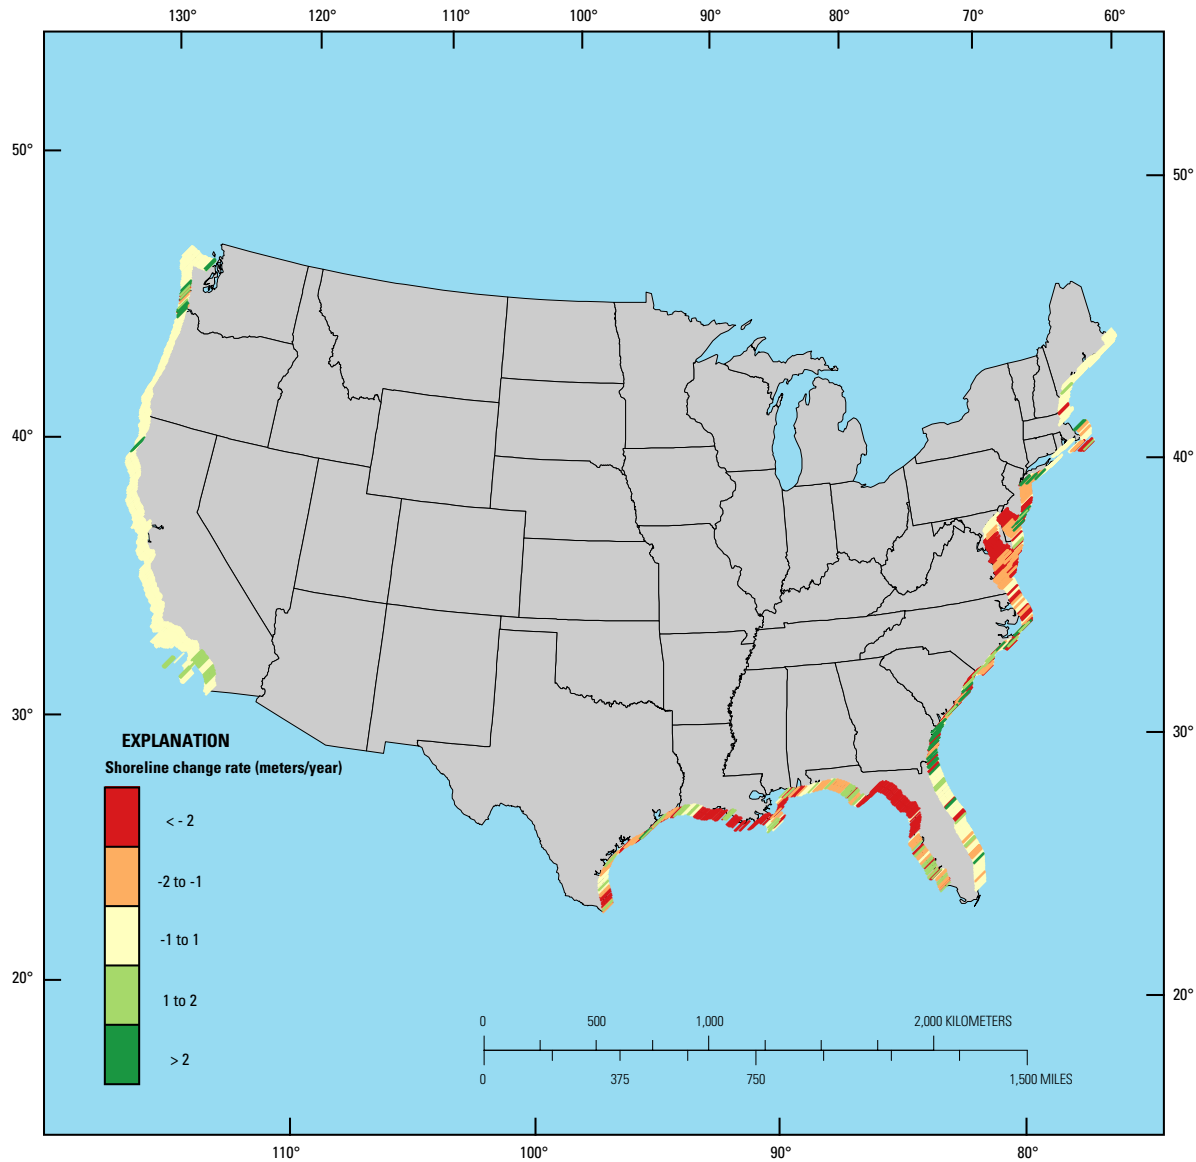 130° 120° 110° 100° 90° 80° 70° 60°
50°
50°
40°
40°
30°
30°
EXPLANATION
Shoreline change rate (meters/year)
< - 2
-2 to -1
-1 to 1
1 to 2
> 2
20°
20°
0 500 1,000 2,000 KILOMETERS
0 375 750 1,500 MILES
110° 100° 90° 80°